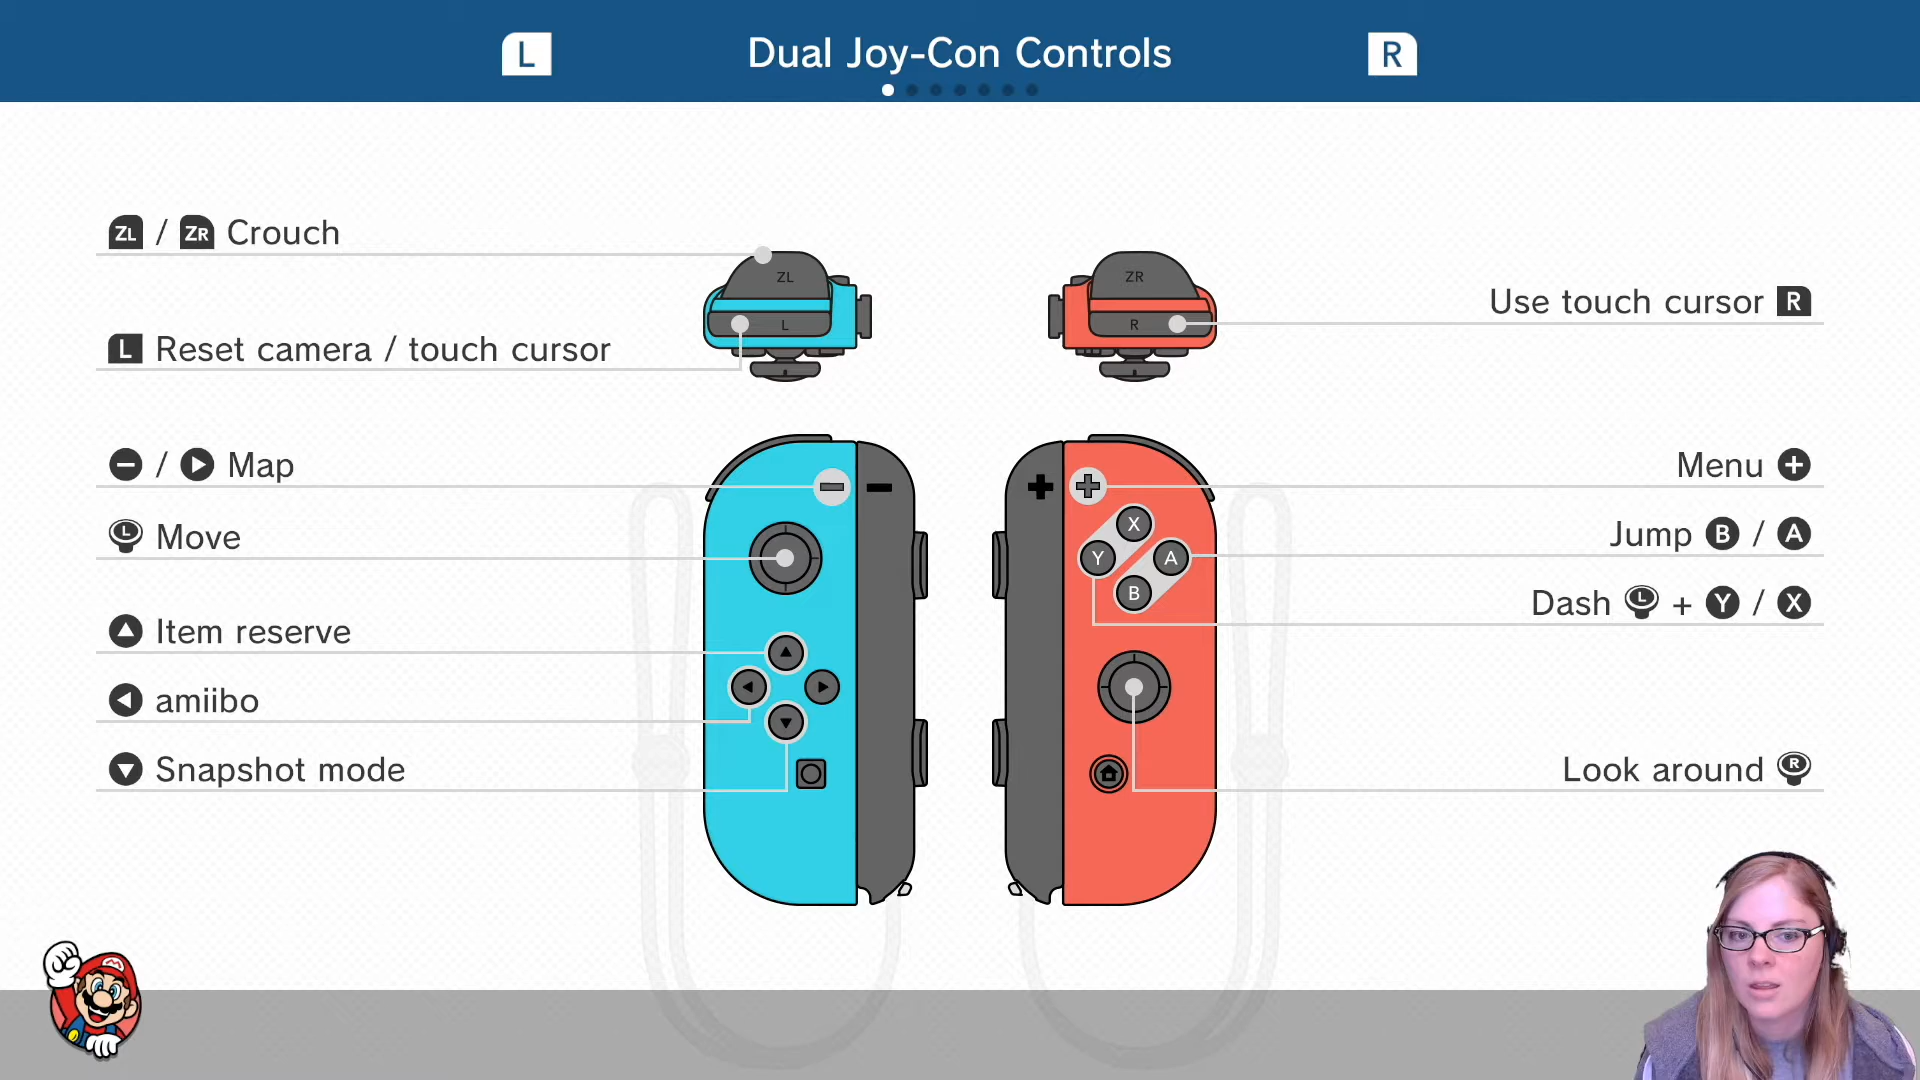 L Dual Joy-Con Controls R
ZL / ZR Crouch
ZL
ZR
Use touch cursor R
L
R
L Reset camera / touch cursor
− / ▶ Map
Menu +
L Move
X
Jump B / A
Y A
B
Dash L + Y / X
▲ Item reserve
◀ amiibo
▼ Snapshot mode
Look around R
M